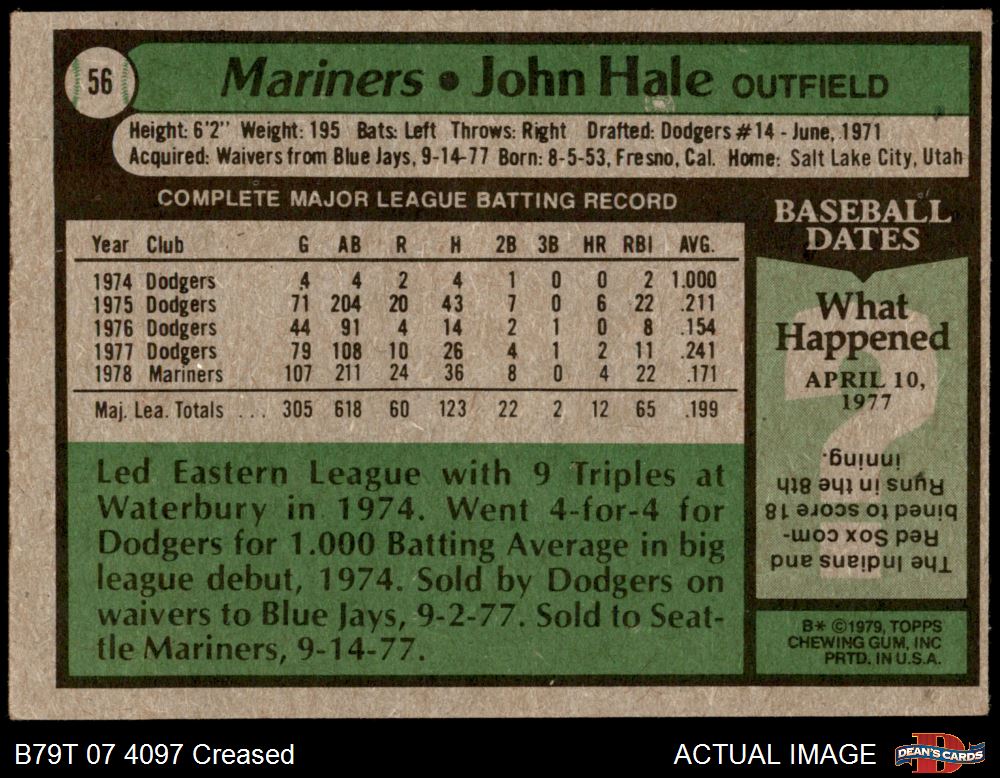 56
Mariners • John Hale OUTFIELD
Height: 6'2" Weight: 195 Bats: Left Throws: Right Drafted: Dodgers #14 - June, 1971
Acquired: Waivers from Blue Jays, 9-14-77 Born: 8-5-53, Fresno, Cal. Home: Salt Lake City, Utah
COMPLETE MAJOR LEAGUE BATTING RECORD
Year Club G AB R H 2B 3B HR RBI AVG.
1974 Dodgers 4 4 2 4 1 0 0 2 1.000
1975 Dodgers 71 204 20 43 7 0 6 22 .211
1976 Dodgers 44 91 4 14 2 1 0 8 .154
1977 Dodgers 79 108 10 26 4 1 2 11 .241
1978 Mariners 107 211 24 36 8 0 4 22 .171
Maj. Lea. Totals ... 305 618 60 123 22 2 12 65 .199
Led Eastern League with 9 Triples at
Waterbury in 1974. Went 4-for-4 for
Dodgers for 1.000 Batting Average in big
league debut, 1974. Sold by Dodgers on
waivers to Blue Jays, 9-2-77. Sold to Seat-
tle Mariners, 9-14-77.
BASEBALL
DATES
What
Happened
APRIL 10,
1977
?
The Indians and
Red Sox com-
bined to score 18
Runs in the 8th
inning.
B* ©1979, TOPPS
CHEWING GUM, INC
PRTD. IN U.S.A.
B79T 07 4097 Creased
ACTUAL IMAGE
DEAN'S CARDS